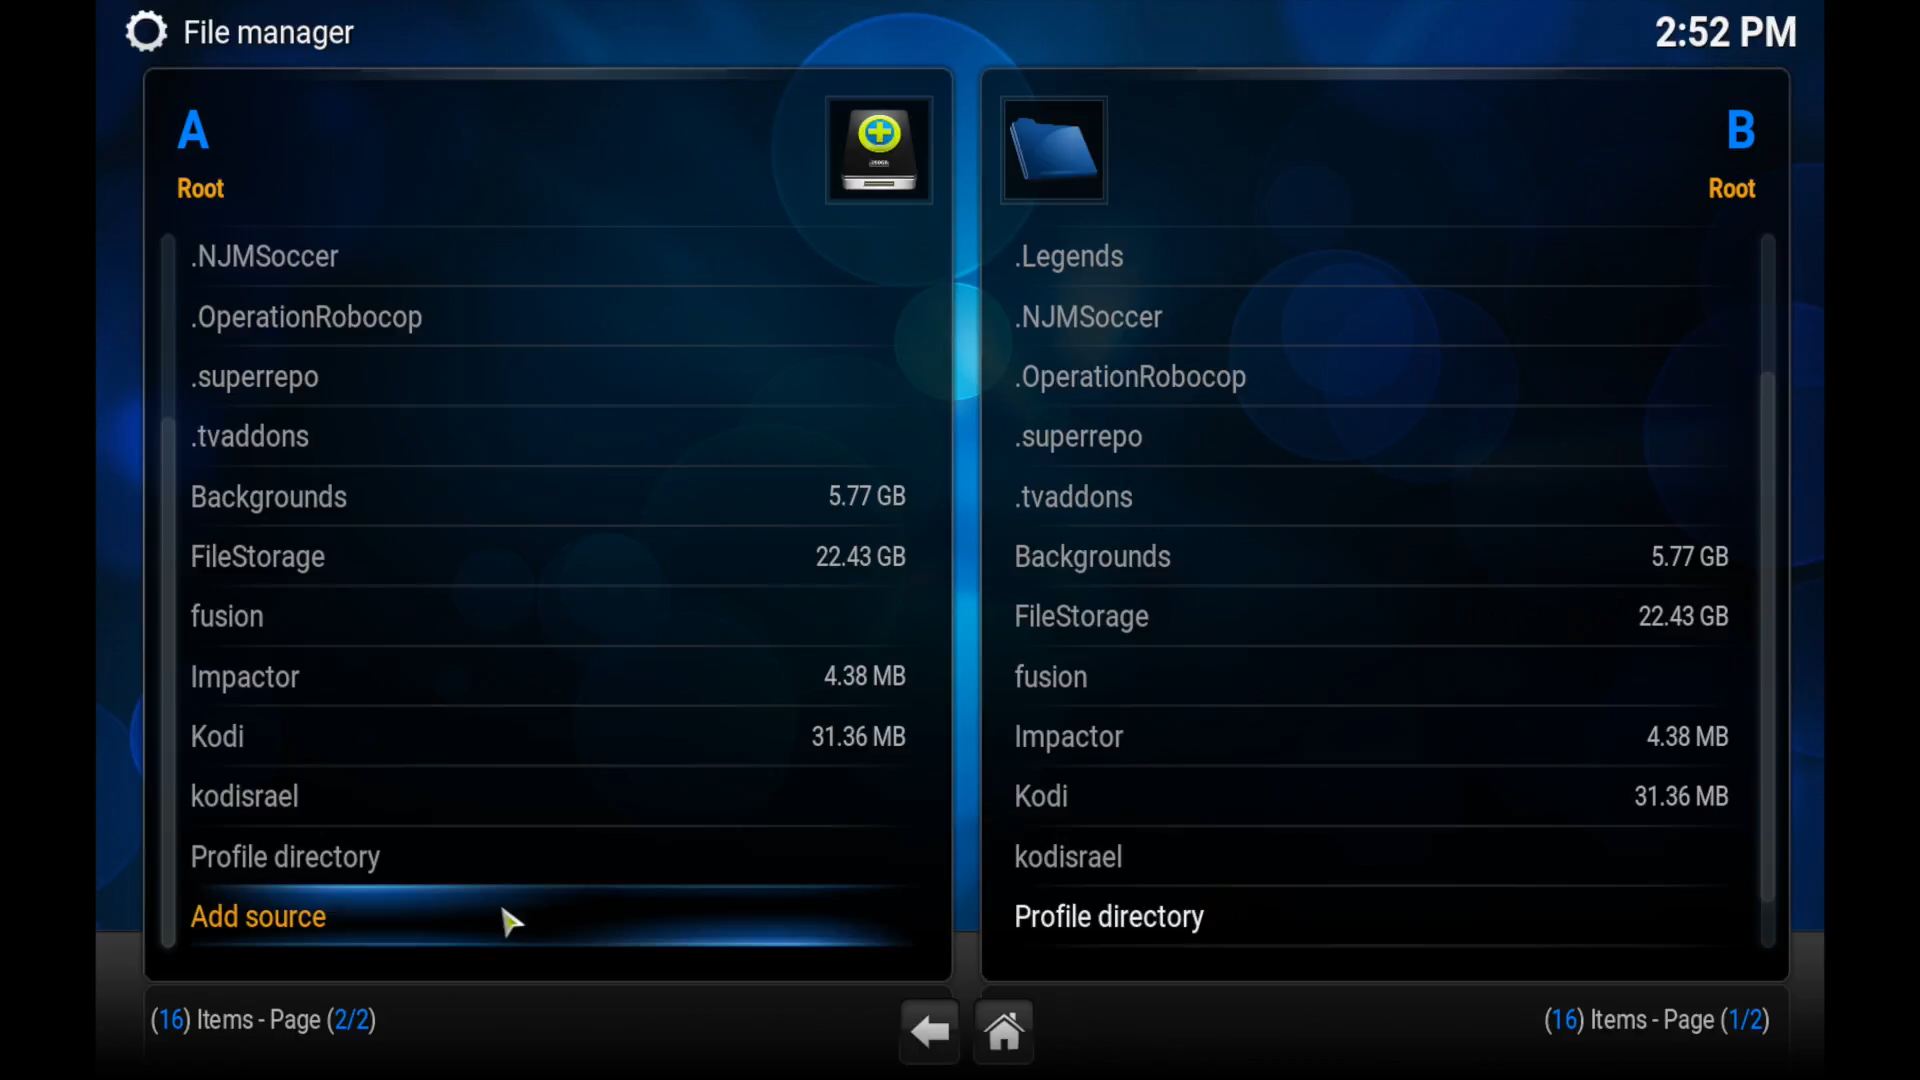 File manager
2:52 PM
A
Root
.NJMSoccer
.OperationRobocop
.superrepo
.tvaddons
Backgrounds 5.77 GB
FileStorage 22.43 GB
fusion
Impactor 4.38 MB
Kodi 31.36 MB
kodisrael
Profile directory
Add source
(16) Items - Page (2/2)
B
Root
.Legends
.NJMSoccer
.OperationRobocop
.superrepo
.tvaddons
Backgrounds 5.77 GB
FileStorage 22.43 GB
fusion
Impactor 4.38 MB
Kodi 31.36 MB
kodisrael
Profile directory
(16) Items - Page (1/2)